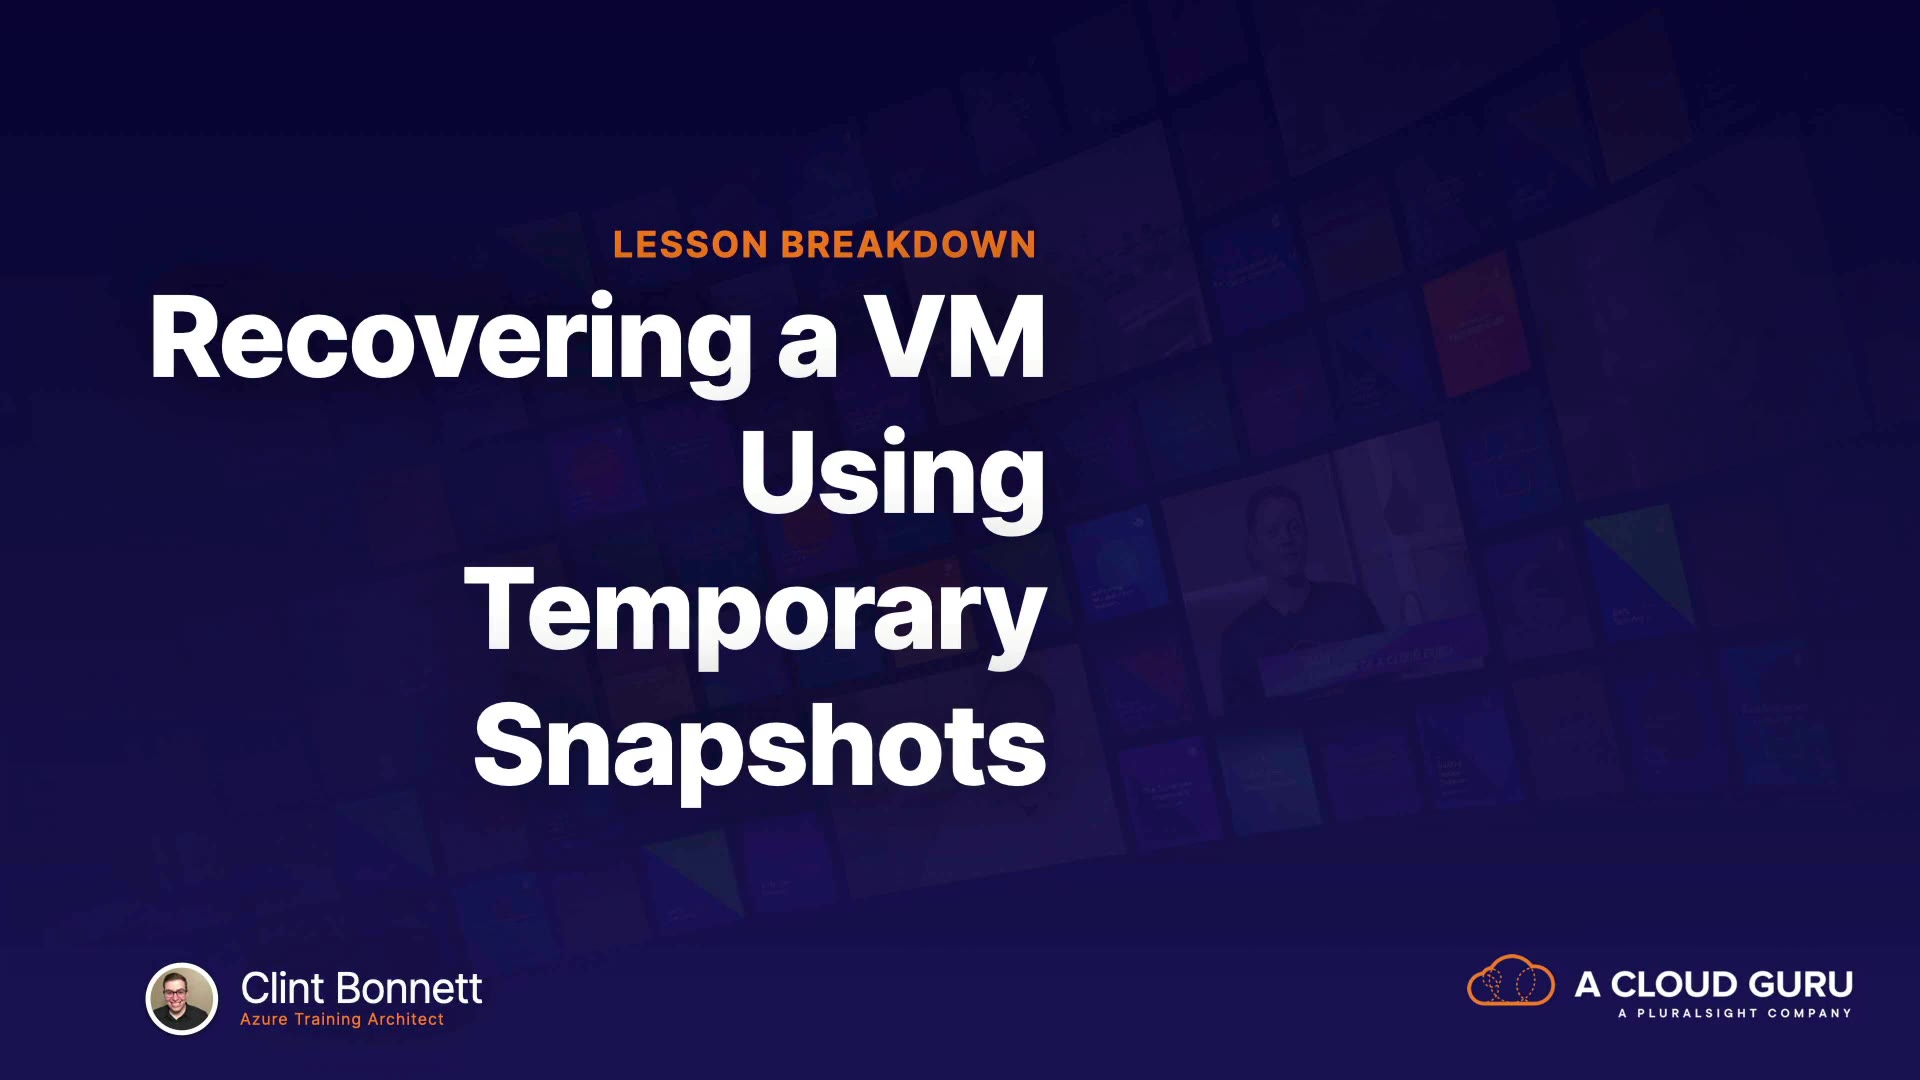 LESSON BREAKDOWN
Recovering a VM
Using
Temporary
Snapshots
Clint Bonnett
Azure Training Architect
A CLOUD GURU
A PLURALSIGHT COMPANY